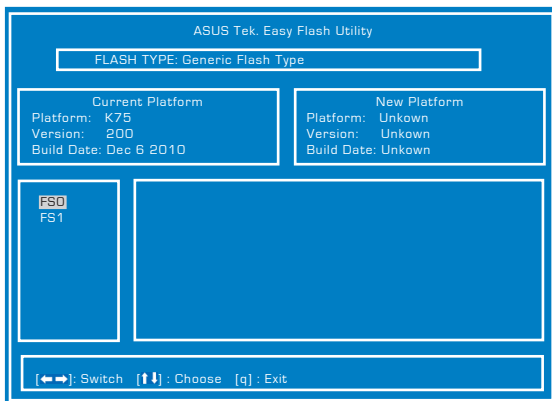 ASUS Tek. Easy Flash Utility
FLASH TYPE: Generic Flash Type
Current Platform
Platform: K75
Version: 200
Build Date: Dec 6 2010
New Platform
Platform: Unkown
Version: Unkown
Build Date: Unkown
FS0
FS1
[←→]: Switch [↑↓] : Choose [q] : Exit